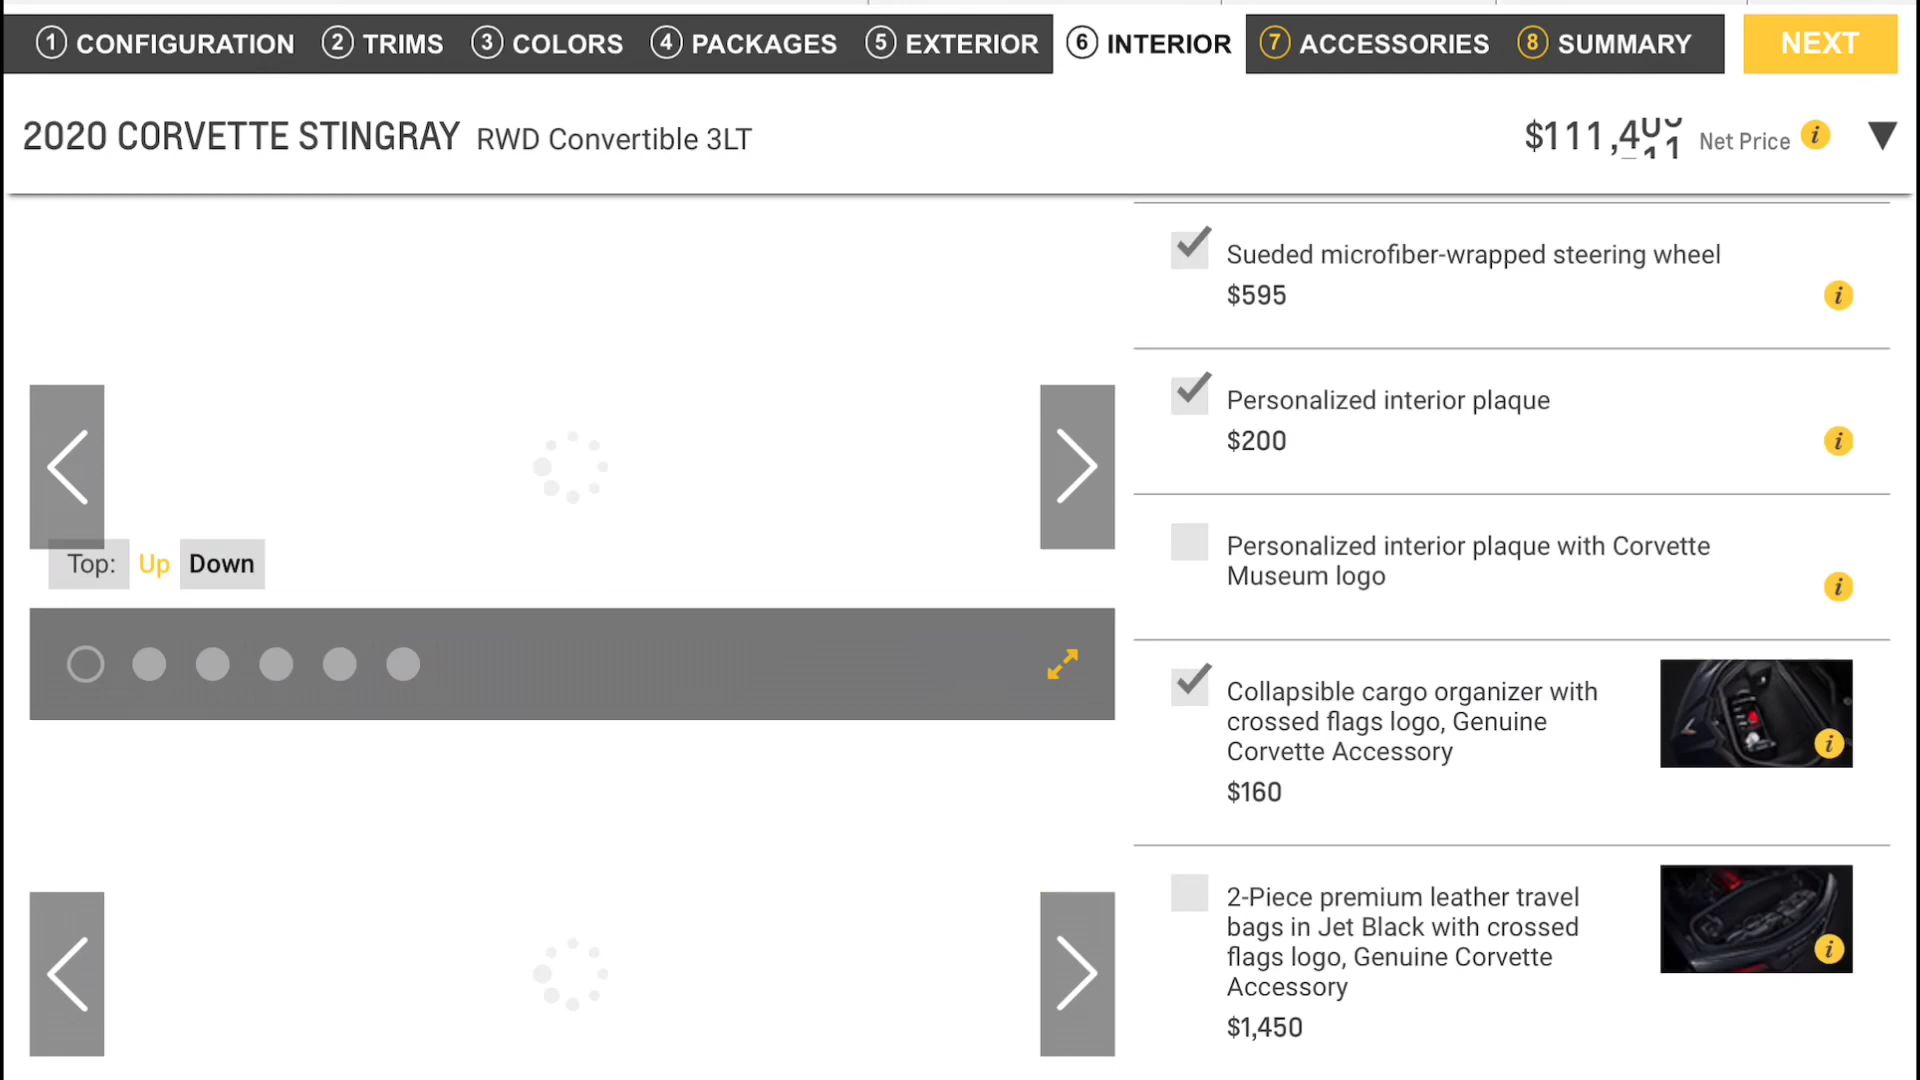 1 CONFIGURATION 2 TRIMS 3 COLORS 4 PACKAGES 5 EXTERIOR 6 INTERIOR 7 ACCESSORIES 8 SUMMARY NEXT
2020 CORVETTE STINGRAY RWD Convertible 3LT
Net Price i
Sueded microfiber-wrapped steering wheel
$595
i
Personalized interior plaque
$200
i
Personalized interior plaque with Corvette
Museum logo
i
Top: Up Down
Collapsible cargo organizer with
crossed flags logo, Genuine
Corvette Accessory
i
$160
2-Piece premium leather travel
bags in Jet Black with crossed
flags logo, Genuine Corvette
Accessory
i
$1,450